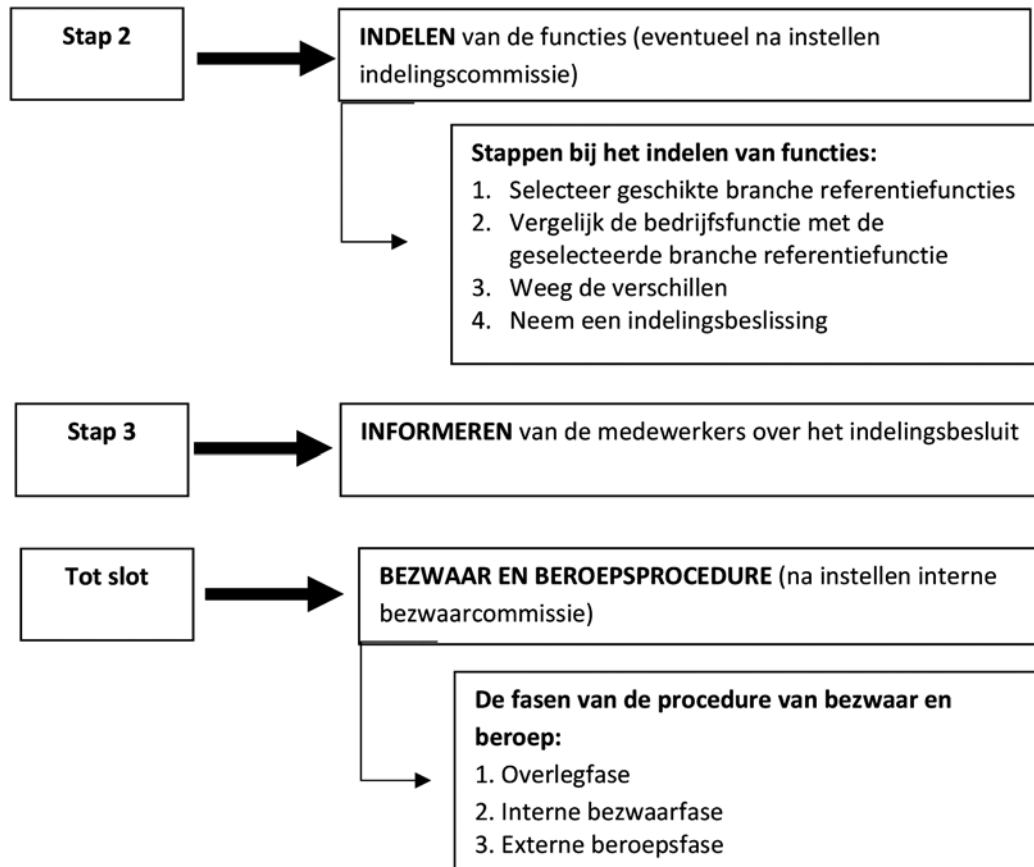 Stap 2
INDELEN van de functies (eventueel na instellen
indelingscommissie)
Stappen bij het indelen van functies:
1. Selecteer geschikte branche referentiefuncties
2. Vergelijk de bedrijfsfunctie met de
geselecteerde branche referentiefunctie
3. Weeg de verschillen
4. Neem een indelingsbeslissing
Stap 3
INFORMEREN van de medewerkers over het indelingsbesluit
Tot slot
BEZWAAR EN BEROEPSPROCEDURE (na instellen interne
bezwaarcommissie)
De fasen van de procedure van bezwaar en
beroep:
1. Overlegfase
2. Interne bezwaarfase
3. Externe beroepsfase